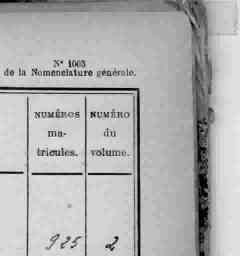 N° 1003
de la Nomenclature générale.
NUMÉROS
ma-
tricules.
NUMÉRO
du
volume.
925 2